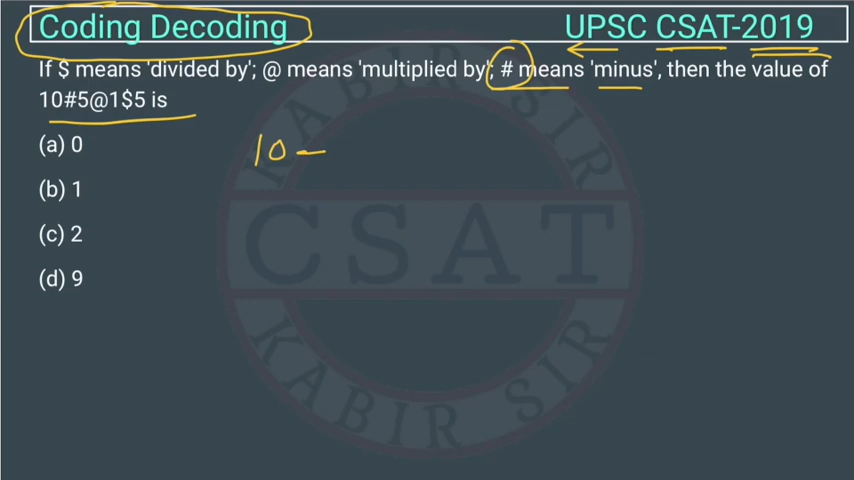 Coding Decoding
UPSC CSAT-2019
If $ means 'divided by'; @ means 'multiplied by'; # means 'minus', then the value of
10#5@1$5 is
(a) 0
10 –
(b) 1
(c) 2
(d) 9
KABIR SIR
CSAT
KABIR SIR